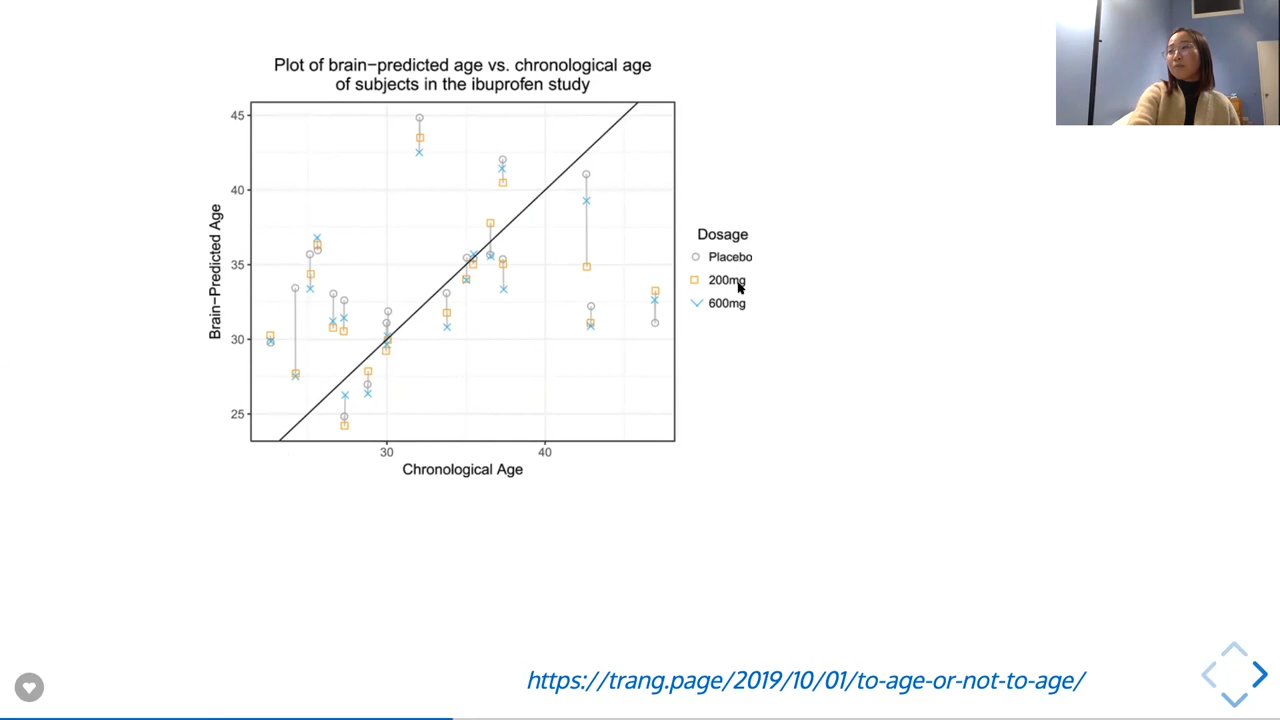 Plot of brain−predicted age vs. chronological age
of subjects in the ibuprofen study
45
40
35
30
25
Brain−Predicted Age
30
40
Chronological Age
Dosage
Placebo
200mg
600mg
https://trang.page/2019/10/01/to-age-or-not-to-age/